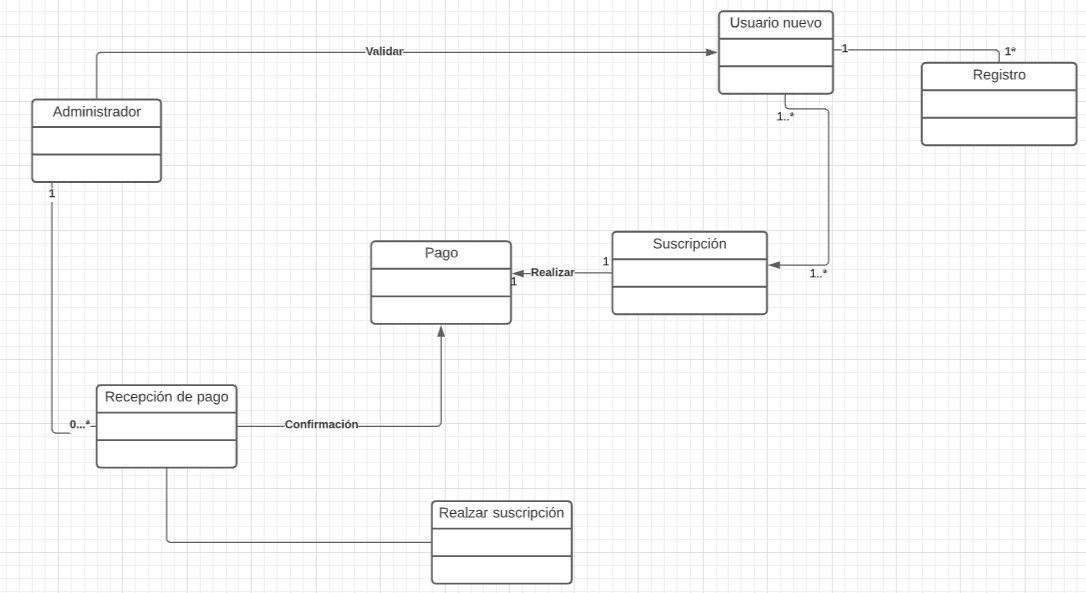 Usuario nuevo
Validar
1
1*
Registro
Administrador
1..*
1
Suscripción
Pago
1
Realizar
1
1..*
Recepción de pago
0...*
Confirmación
Realzar suscripción